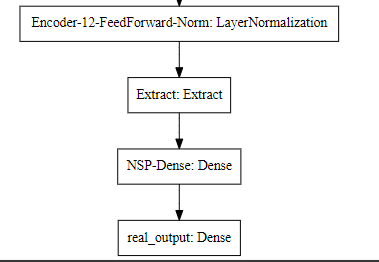 Encoder-12-FeedForward-Norm: LayerNormalization
Extract: Extract
NSP-Dense: Dense
real_output: Dense